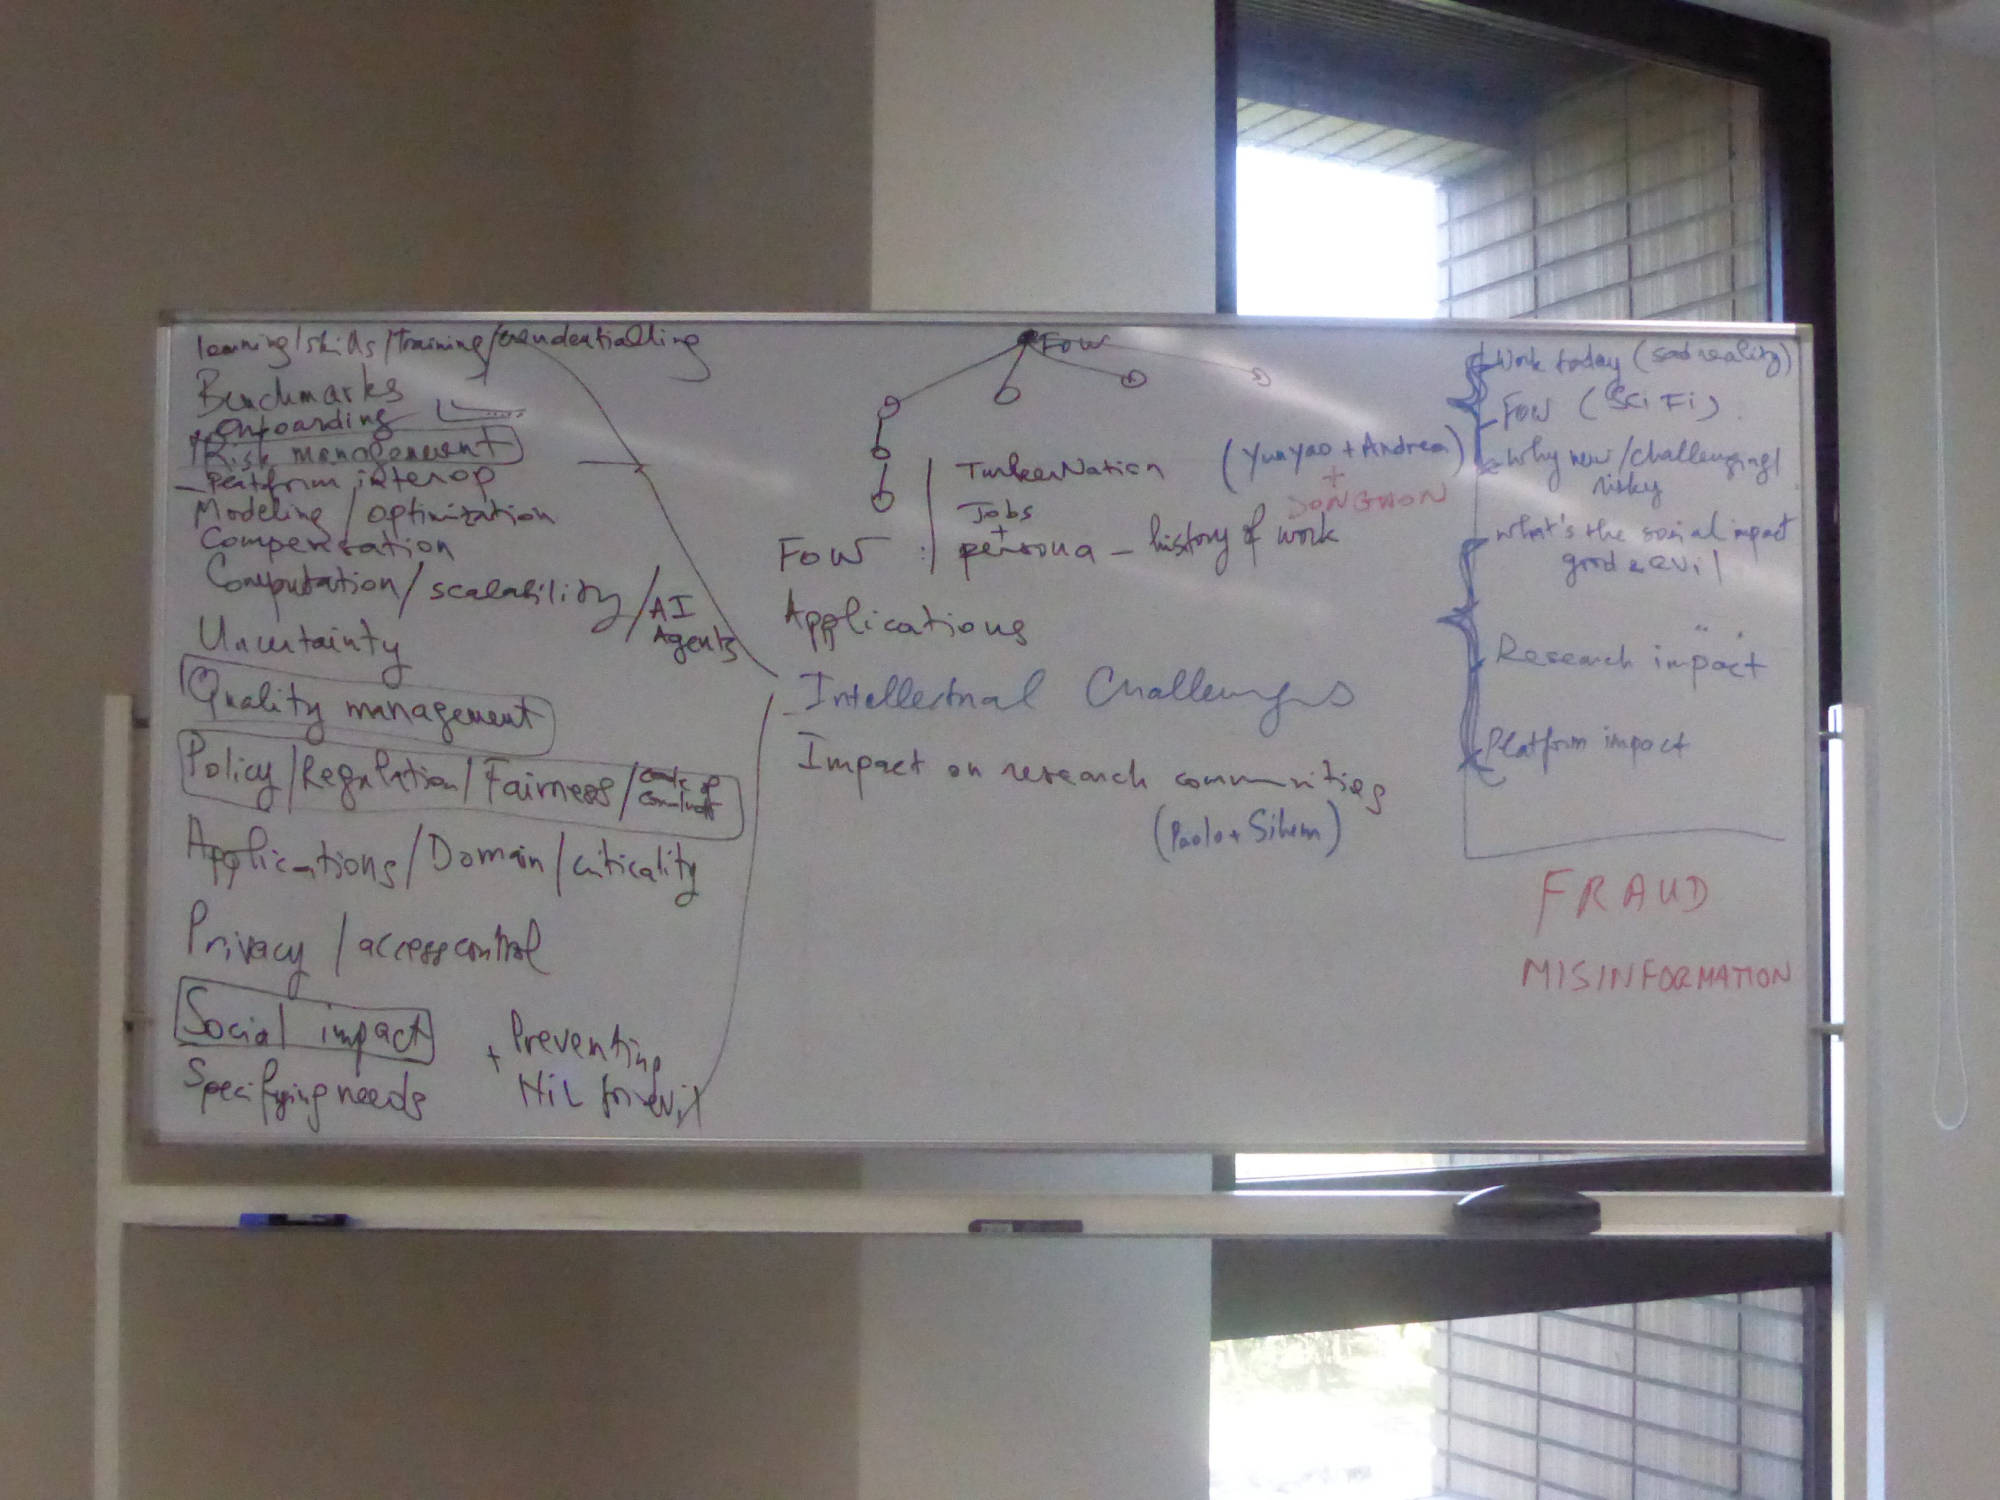 learning/skills/training/creudentialling
Benchmarks
+ onboarding
Risk management
- platform interop
Modeling / optimization
Compensation
Computation / scalability / AI Agents
Uncertainty
Quality management
Policy / Regulation / Fairness / code of conduct
Applications / Domain / criticality
Privacy / access control
Social impact
Specifying needs
+ Preventing
HiL for evil
FOW
TurkerNation (Yunyao + Andrea)
+ DONGWON
Jobs
+
FOW : persona - history of work
Applications
Intellectual Challenges
Impact on research communities
(Paolo + Sihem)
Work today (sad reality)
FOW (SciFi)
Why new/challenging/
risky
what's the social impact
good & evil
Research impact
Platform impact
FRAUD
MISINFORMATION